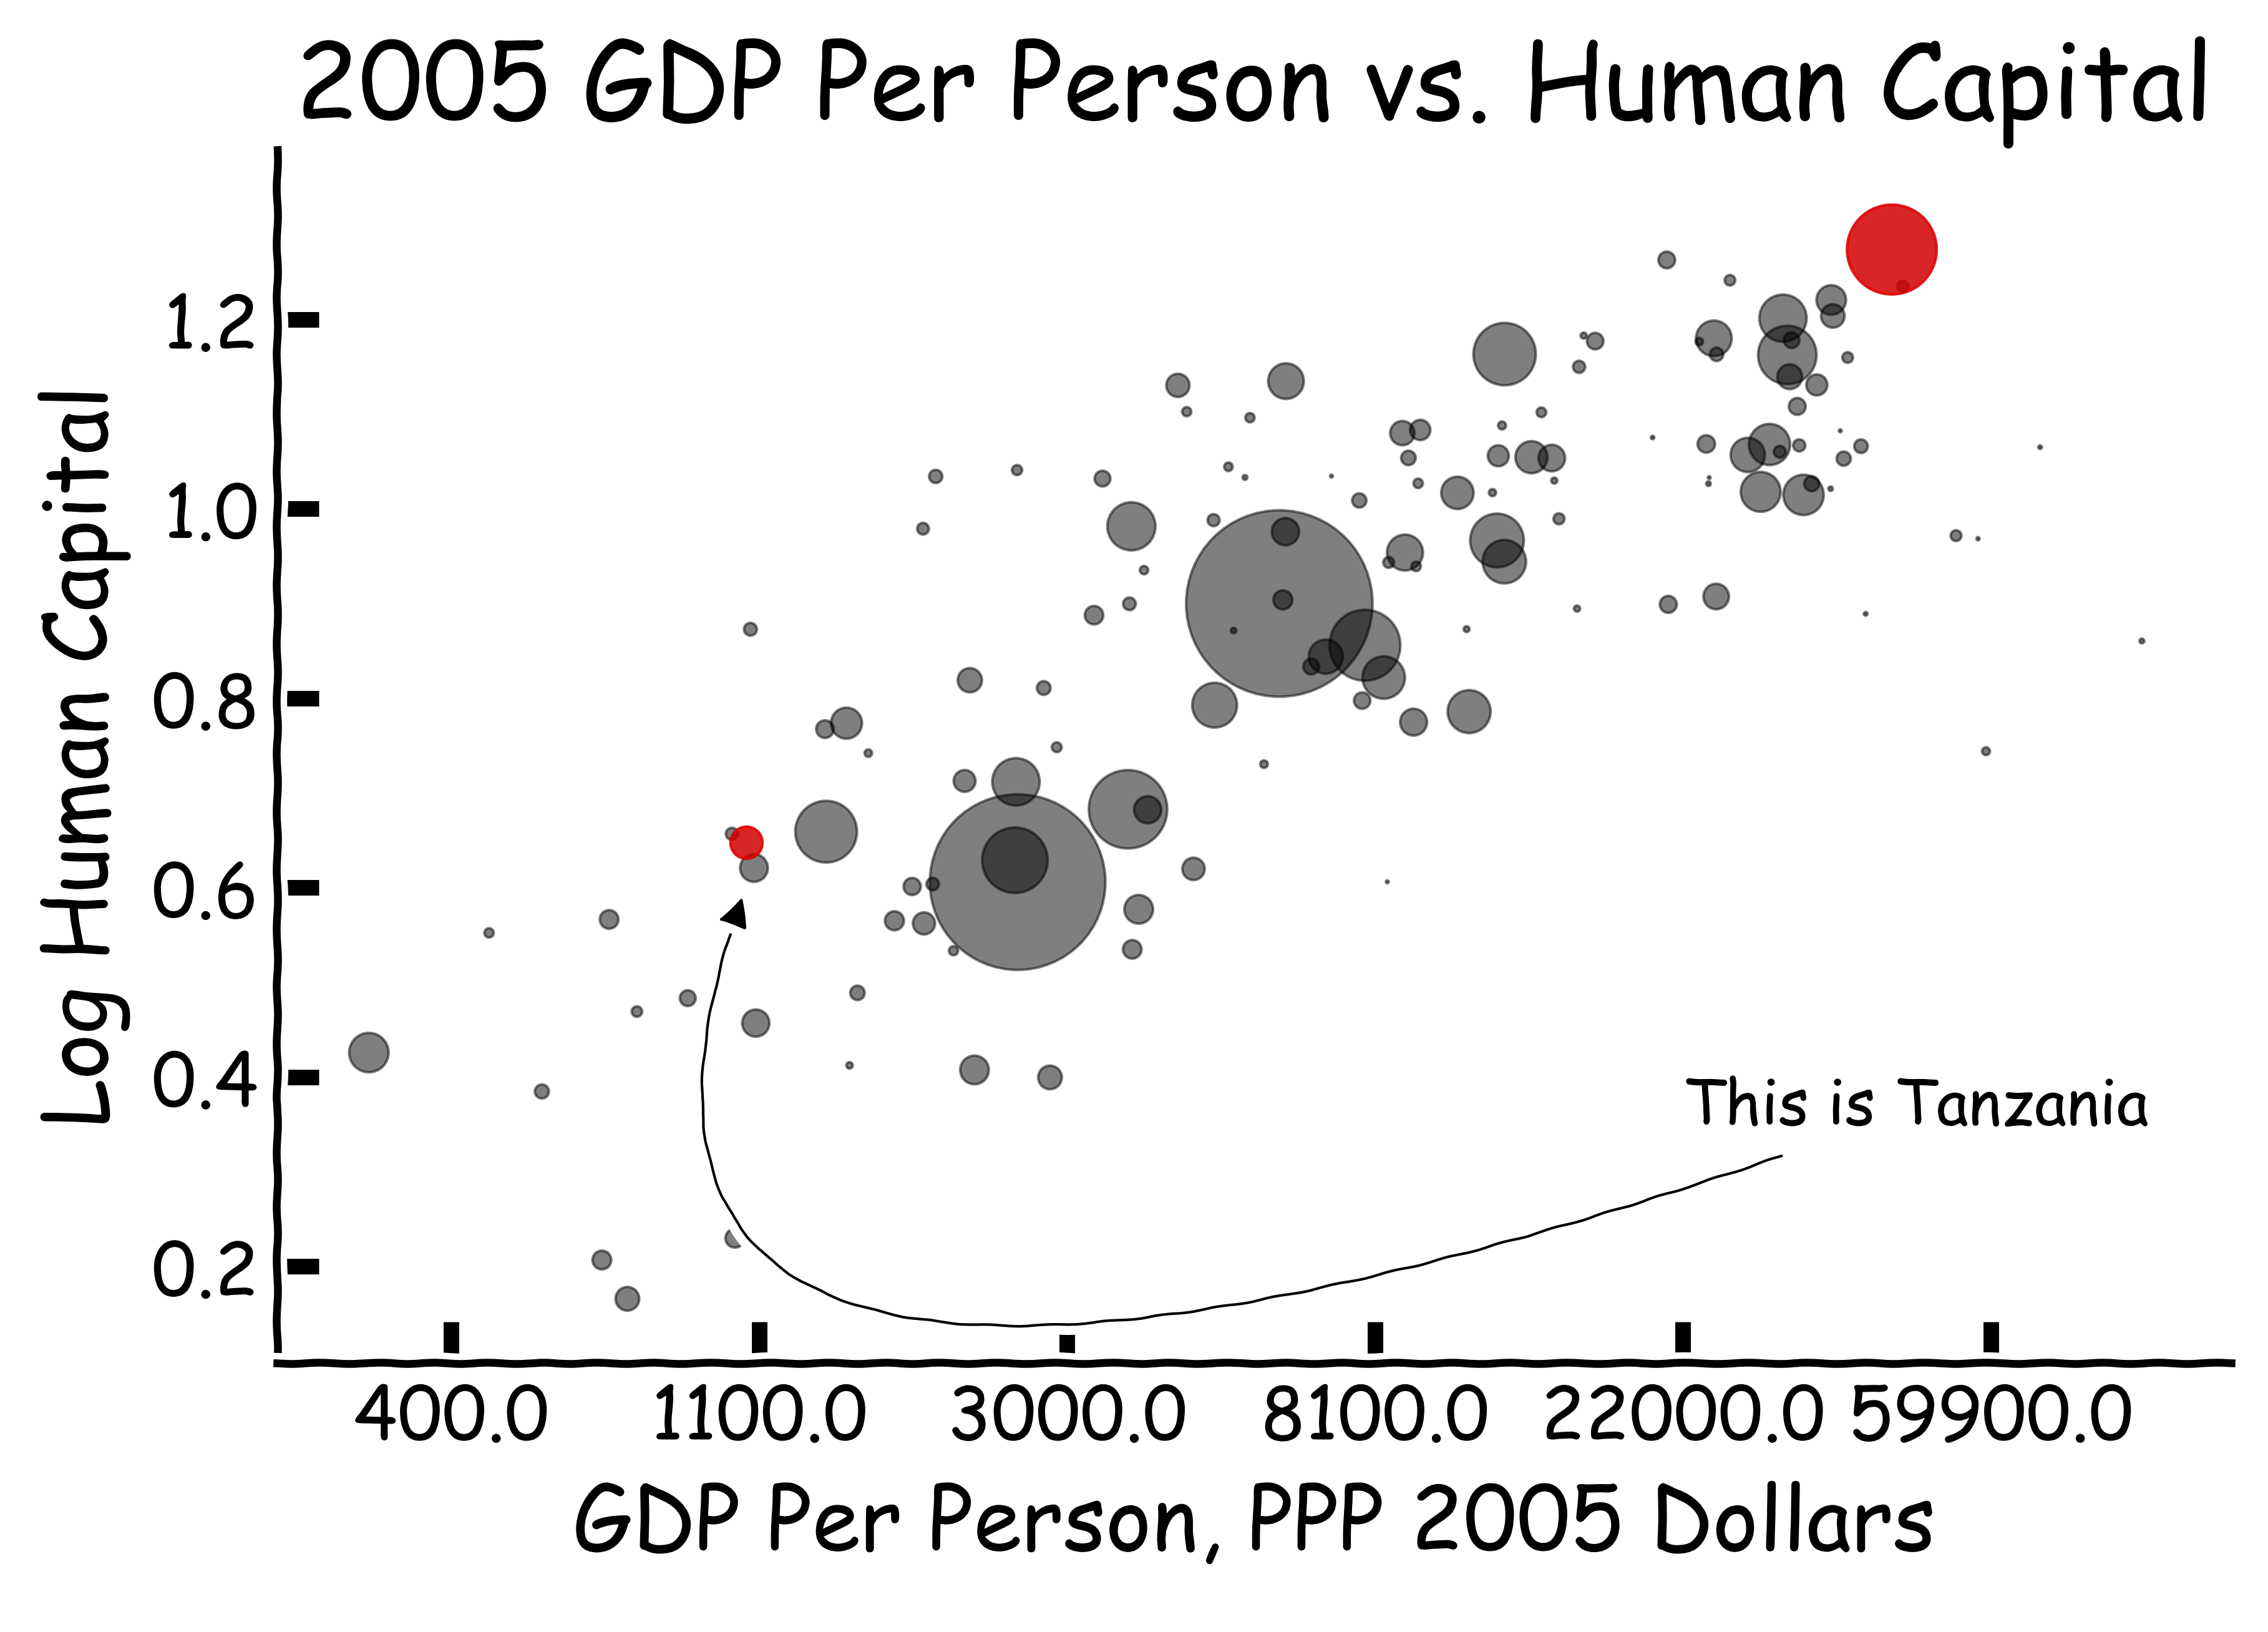 2005 GDP Per Person vs. Human Capital
Log Human Capital
1.2
1.0
0.8
0.6
0.4
0.2
This is Tanzania
400.0 1100.0 3000.0 8100.0 22000.0 59900.0
GDP Per Person, PPP 2005 Dollars